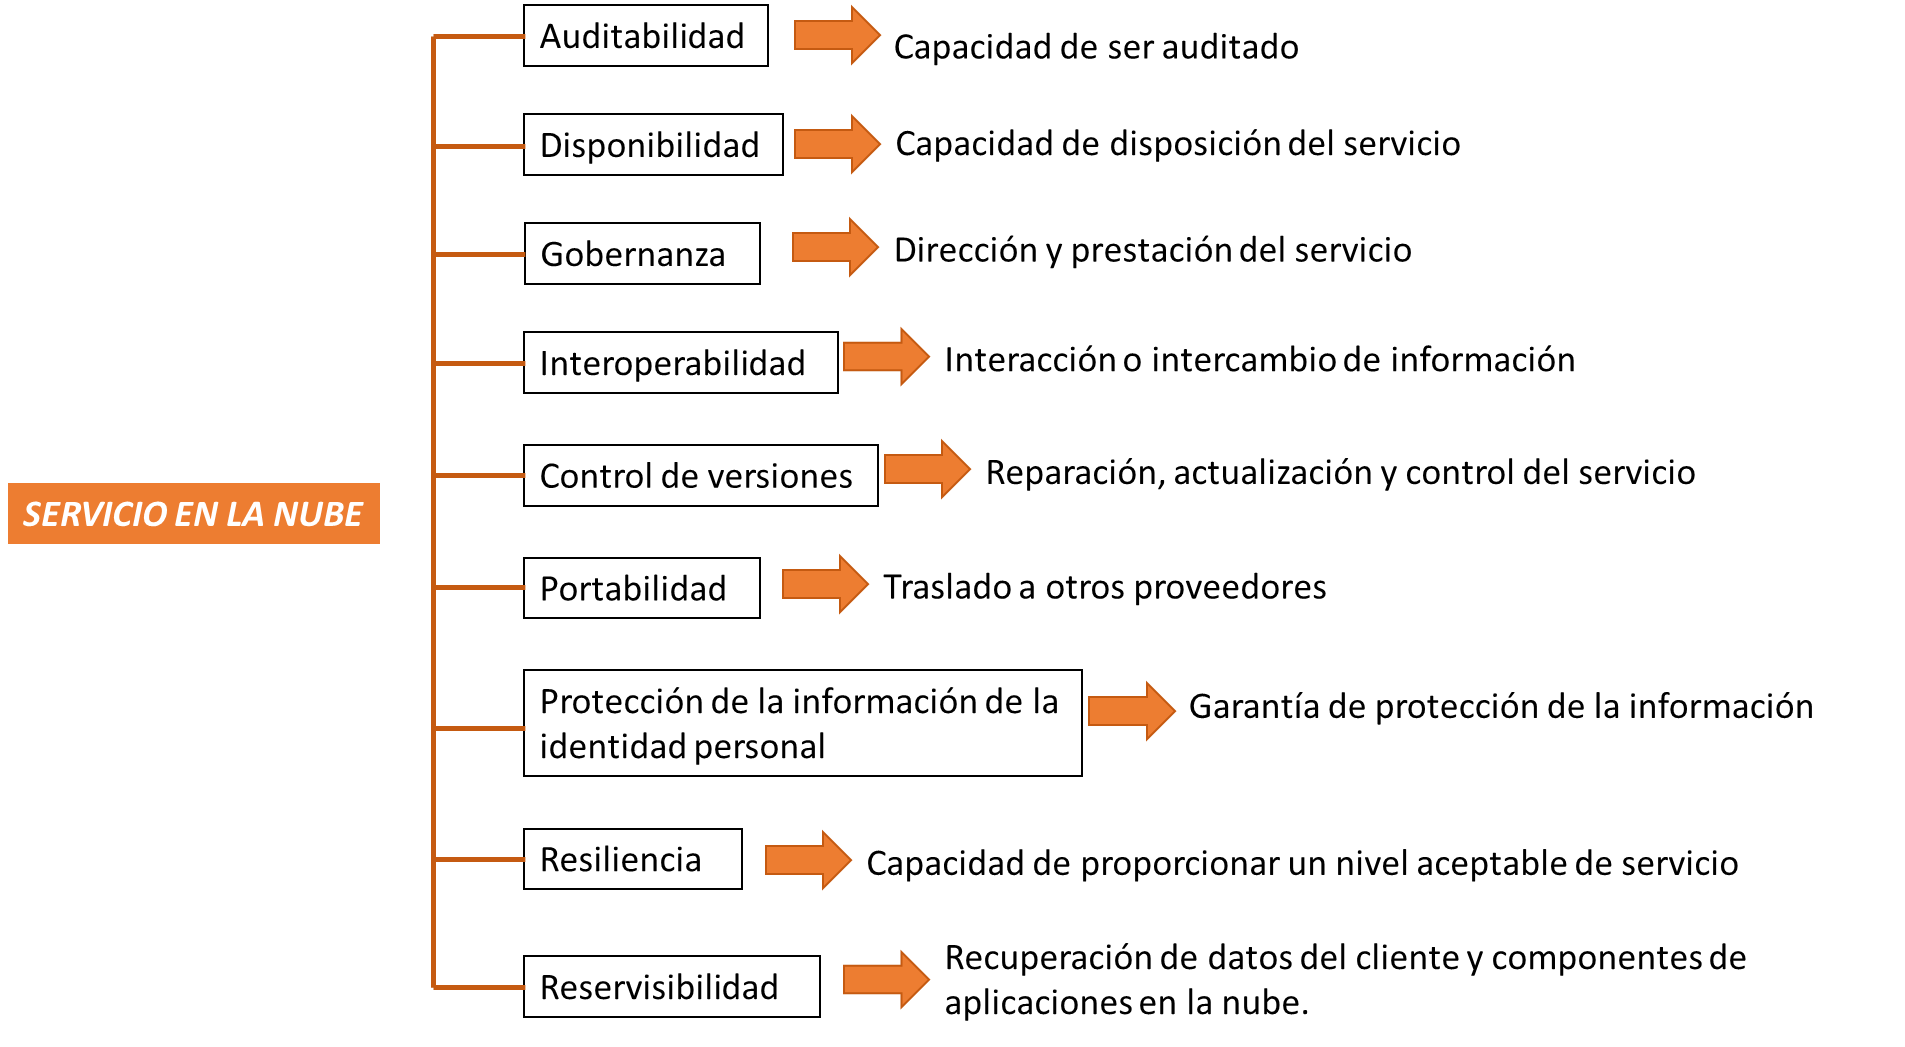 Auditabilidad
Capacidad de ser auditado
Disponibilidad
Capacidad de disposición del servicio
Gobernanza
Dirección y prestación del servicio
Interoperabilidad
Interacción o intercambio de información
Control de versiones
Reparación, actualización y control del servicio
SERVICIO EN LA NUBE
Portabilidad
Traslado a otros proveedores
Protección de la información de la
identidad personal
Garantía de protección de la información
Resiliencia
Capacidad de proporcionar un nivel aceptable de servicio
Reservisibilidad
Recuperación de datos del cliente y componentes de
aplicaciones en la nube.